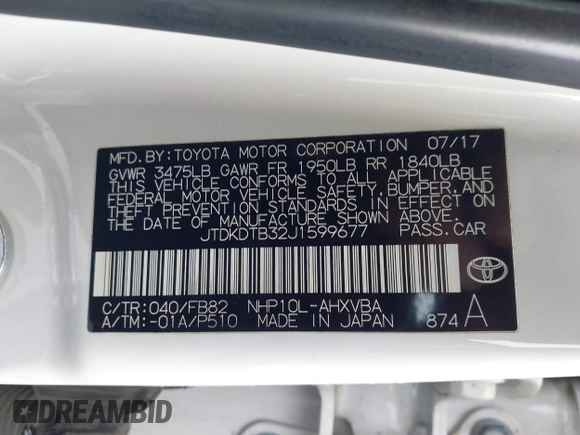 MFD.BY:TOYOTA MOTOR CORPORATION 07/17
GVWR 3475LB GAWR FR 1950LB RR 1840LB
THIS VEHICLE CONFORMS TO ALL APPLICABLE
FEDERAL MOTOR VEHICLE SAFETY, BUMPER, AND
THEFT PREVENTION STANDARDS IN EFFECT ON
THE DATE OF MANUFACTURE SHOWN ABOVE.
JTDKDTB32J1599677 PASS.CAR
TOYOTA
C/TR:040/FB82 NHP10L-AHXVBA
A/TM:-01A/P510 MADE IN JAPAN 874 A
DREAMBID